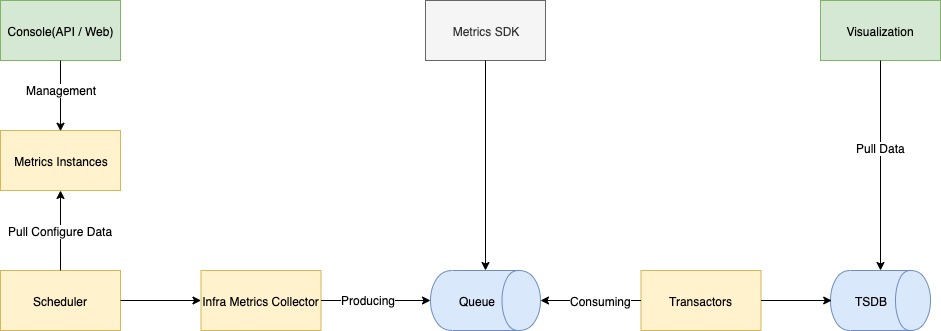 Console(API / Web)
Metrics SDK
Visualization
Management
Pull Data
Metrics Instances
Pull Configure Data
Scheduler
Infra Metrics Collector
Producing
Queue
Consuming
Transactors
TSDB